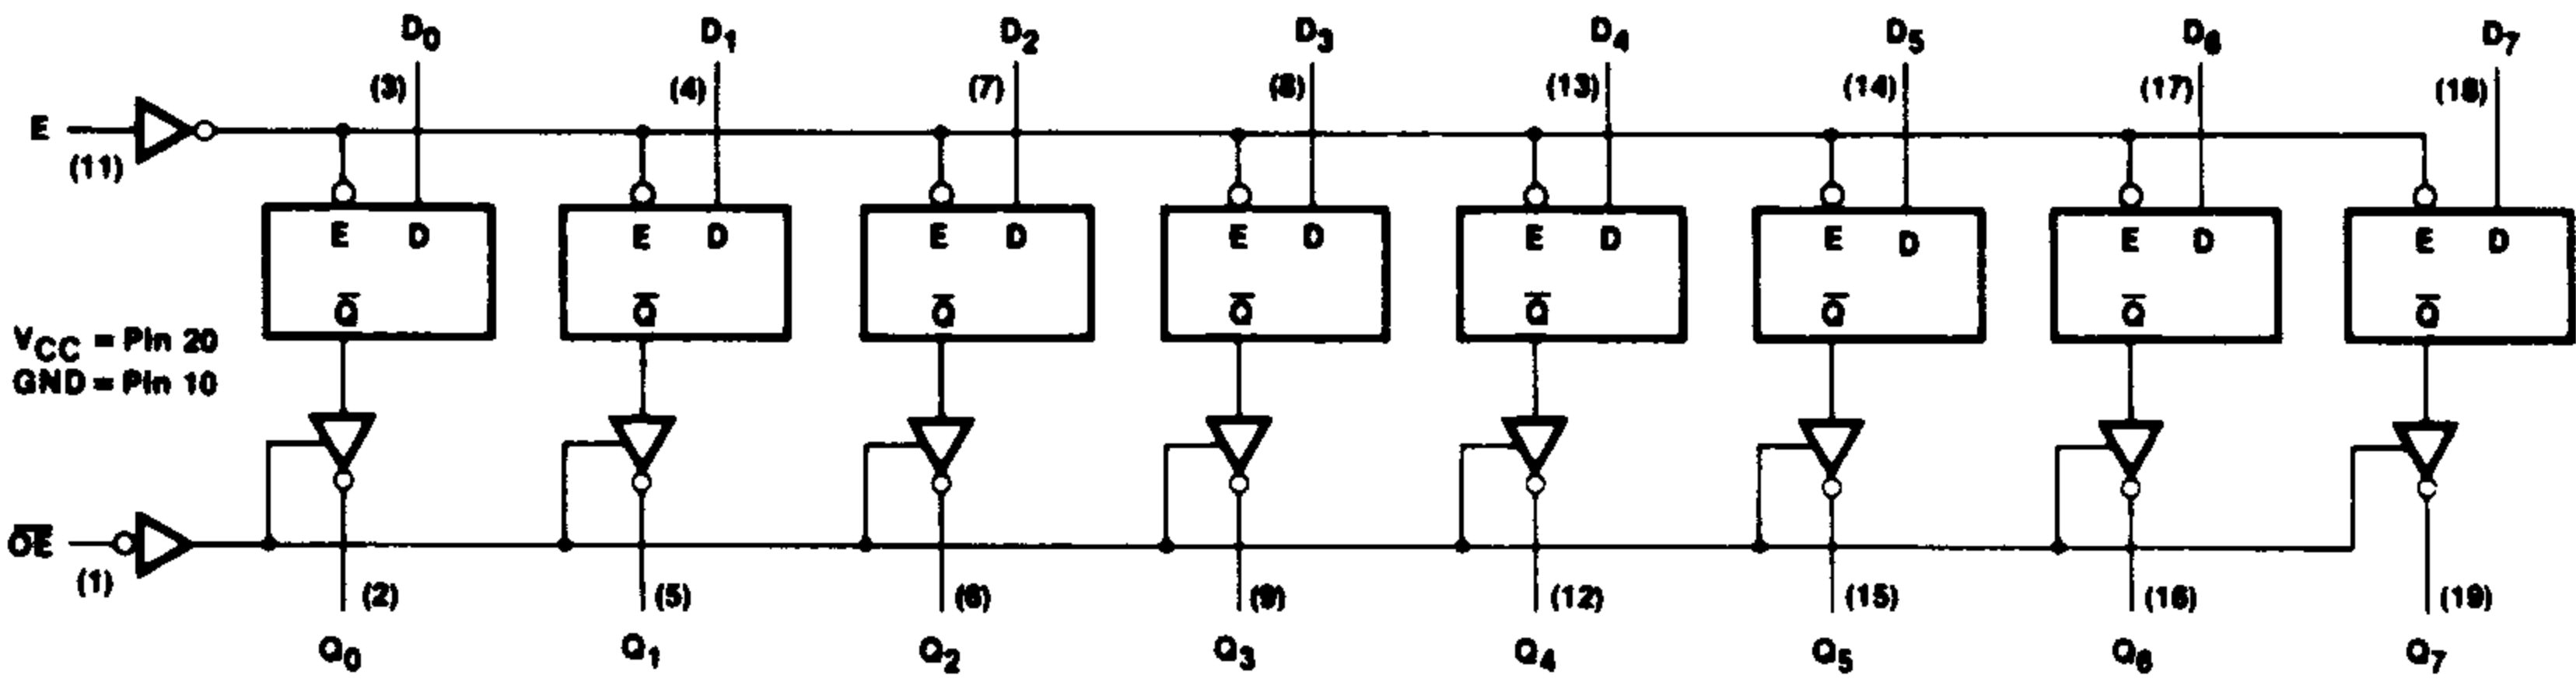 D0 D1 D2 D3 D4 D5 D6 D7
(3) (4) (7) (8) (13) (14) (17) (18)
E
(11)
E D E D E D E D E D E D E D E D
Q̅ Q̅ Q̅ Q̅ Q̅ Q̅ Q̅ Q̅
VCC = Pin 20
GND = Pin 10
O̅E̅
(1)
(2) (5) (6) (9) (12) (15) (16) (19)
Q0 Q1 Q2 Q3 Q4 Q5 Q6 Q7